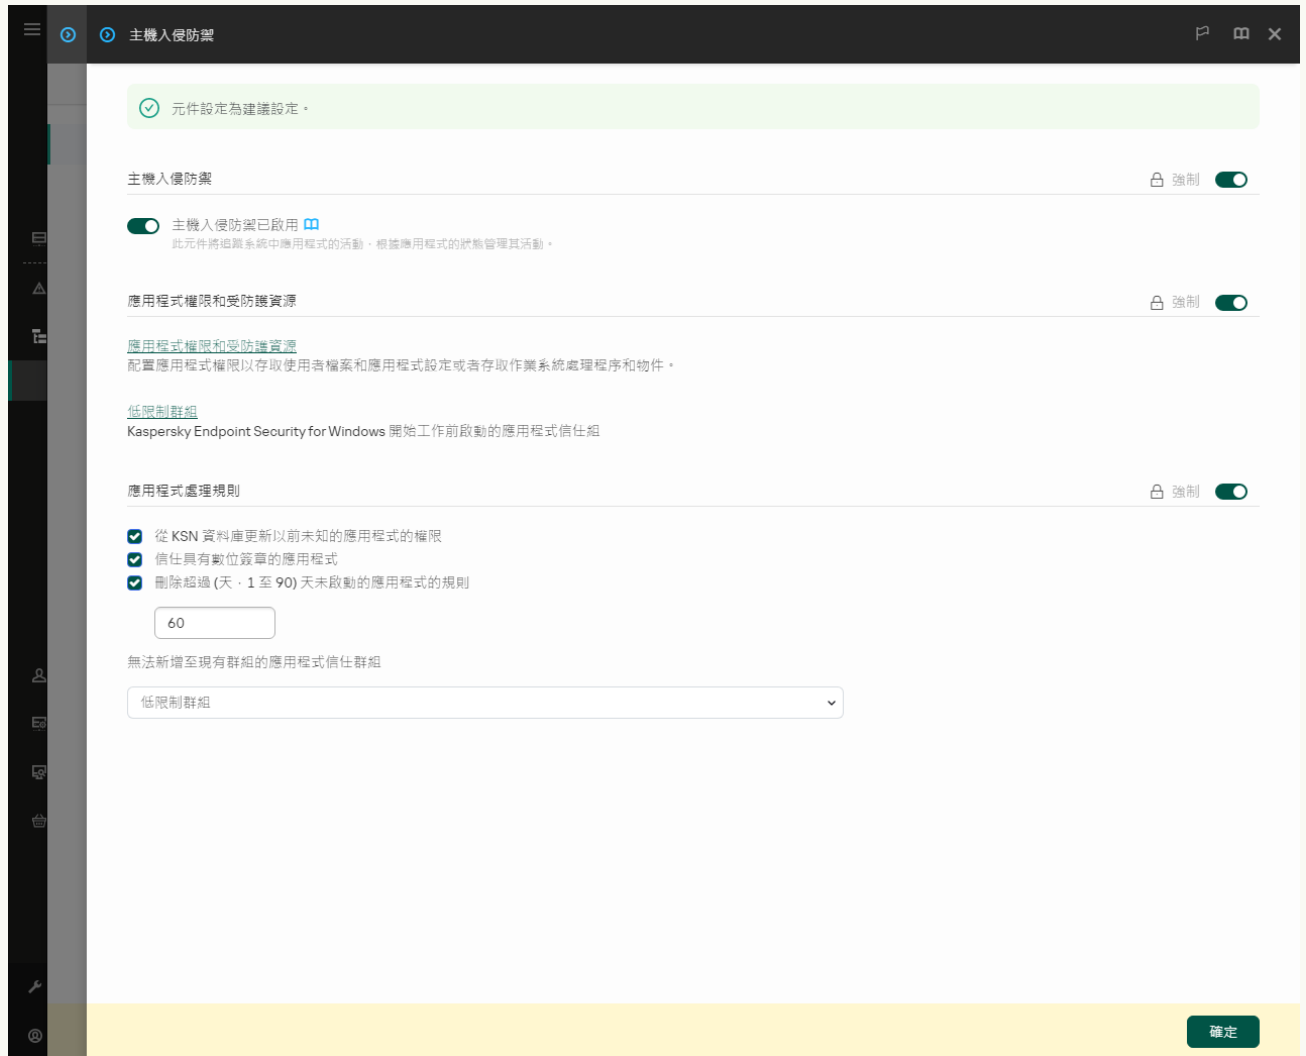 主機入侵防禦
元件設定為建議設定。
主機入侵防禦
強制
主機入侵防禦已啟用
此元件將追蹤系統中應用程式的活動，根據應用程式的狀態管理其活動。
應用程式權限和受防護資源
強制
應用程式權限和受防護資源
配置應用程式權限以存取使用者檔案和應用程式設定或者存取作業系統處理程序和物件。
低限制群組
Kaspersky Endpoint Security for Windows 開始工作前啟動的應用程式信任組
應用程式處理規則
強制
從 KSN 資料庫更新以前未知的應用程式的權限
信任具有數位簽章的應用程式
刪除超過 (天，1 至 90) 天未啟動的應用程式的規則
60
無法新增至現有群組的應用程式信任群組
低限制群組
確定